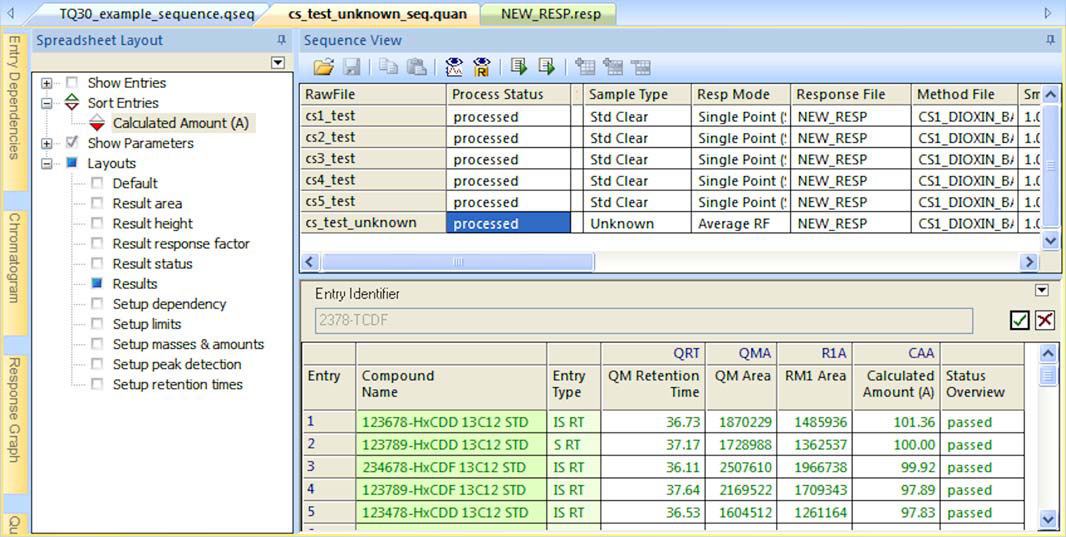 TQ30_example_sequence.qseq cs_test_unknown_seq.quan NEW_RESP.resp
Entry Dependencies
Chromatogram
Response Graph
Qu
Spreadsheet Layout
Show Entries
Sort Entries
Calculated Amount (A)
Show Parameters
Layouts
Default
Result area
Result height
Result response factor
Result status
Results
Setup dependency
Setup limits
Setup masses & amounts
Setup peak detection
Setup retention times
Sequence View
RawFile Process Status Sample Type Resp Mode Response File Method File Sm
cs1_test processed Std Clear Single Point ( NEW_RESP CS1_DIOXIN_BA 1.0
cs2_test processed Std Clear Single Point ( NEW_RESP CS1_DIOXIN_BA 1.0
cs3_test processed Std Clear Single Point ( NEW_RESP CS1_DIOXIN_BA 1.0
cs4_test processed Std Clear Single Point ( NEW_RESP CS1_DIOXIN_BA 1.0
cs5_test processed Std Clear Single Point ( NEW_RESP CS1_DIOXIN_BA 1.0
cs_test_unknown processed Unknown Average RF NEW_RESP CS1_DIOXIN_BA 1.0
Entry Identifier
2378-TCDF
QRT QMA R1A CAA
Entry Compound Name Entry Type QM Retention Time QM Area RM1 Area Calculated Amount (A) Status Overview
1 123678-HxCDD 13C12 STD IS RT 36.73 1870229 1485936 101.36 passed
2 123789-HxCDD 13C12 STD S RT 37.17 1728988 1362537 100.00 passed
3 234678-HxCDF 13C12 STD IS RT 36.11 2507610 1966738 99.92 passed
4 123789-HxCDF 13C12 STD IS RT 37.64 2169522 1709343 97.89 passed
5 123478-HxCDD 13C12 STD IS RT 36.53 1604512 1261164 97.83 passed